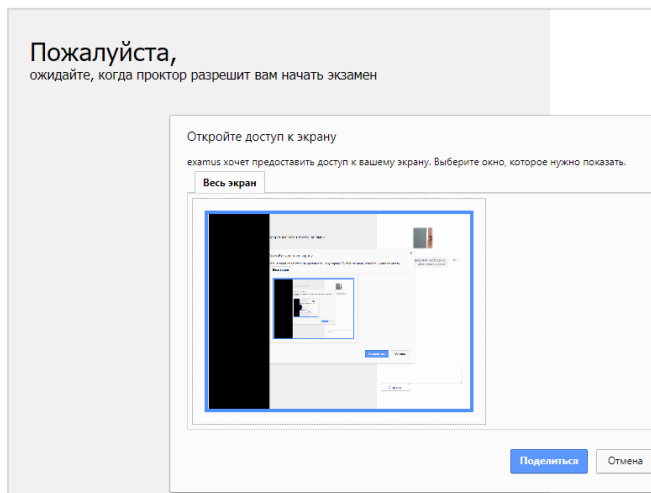 Пожалуйста,
ожидайте, когда проктор разрешит вам начать экзамен
Откройте доступ к экрану
examus хочет предоставить доступ к вашему экрану. Выберите окно, которое нужно показать.
Весь экран
Поделиться
Отмена